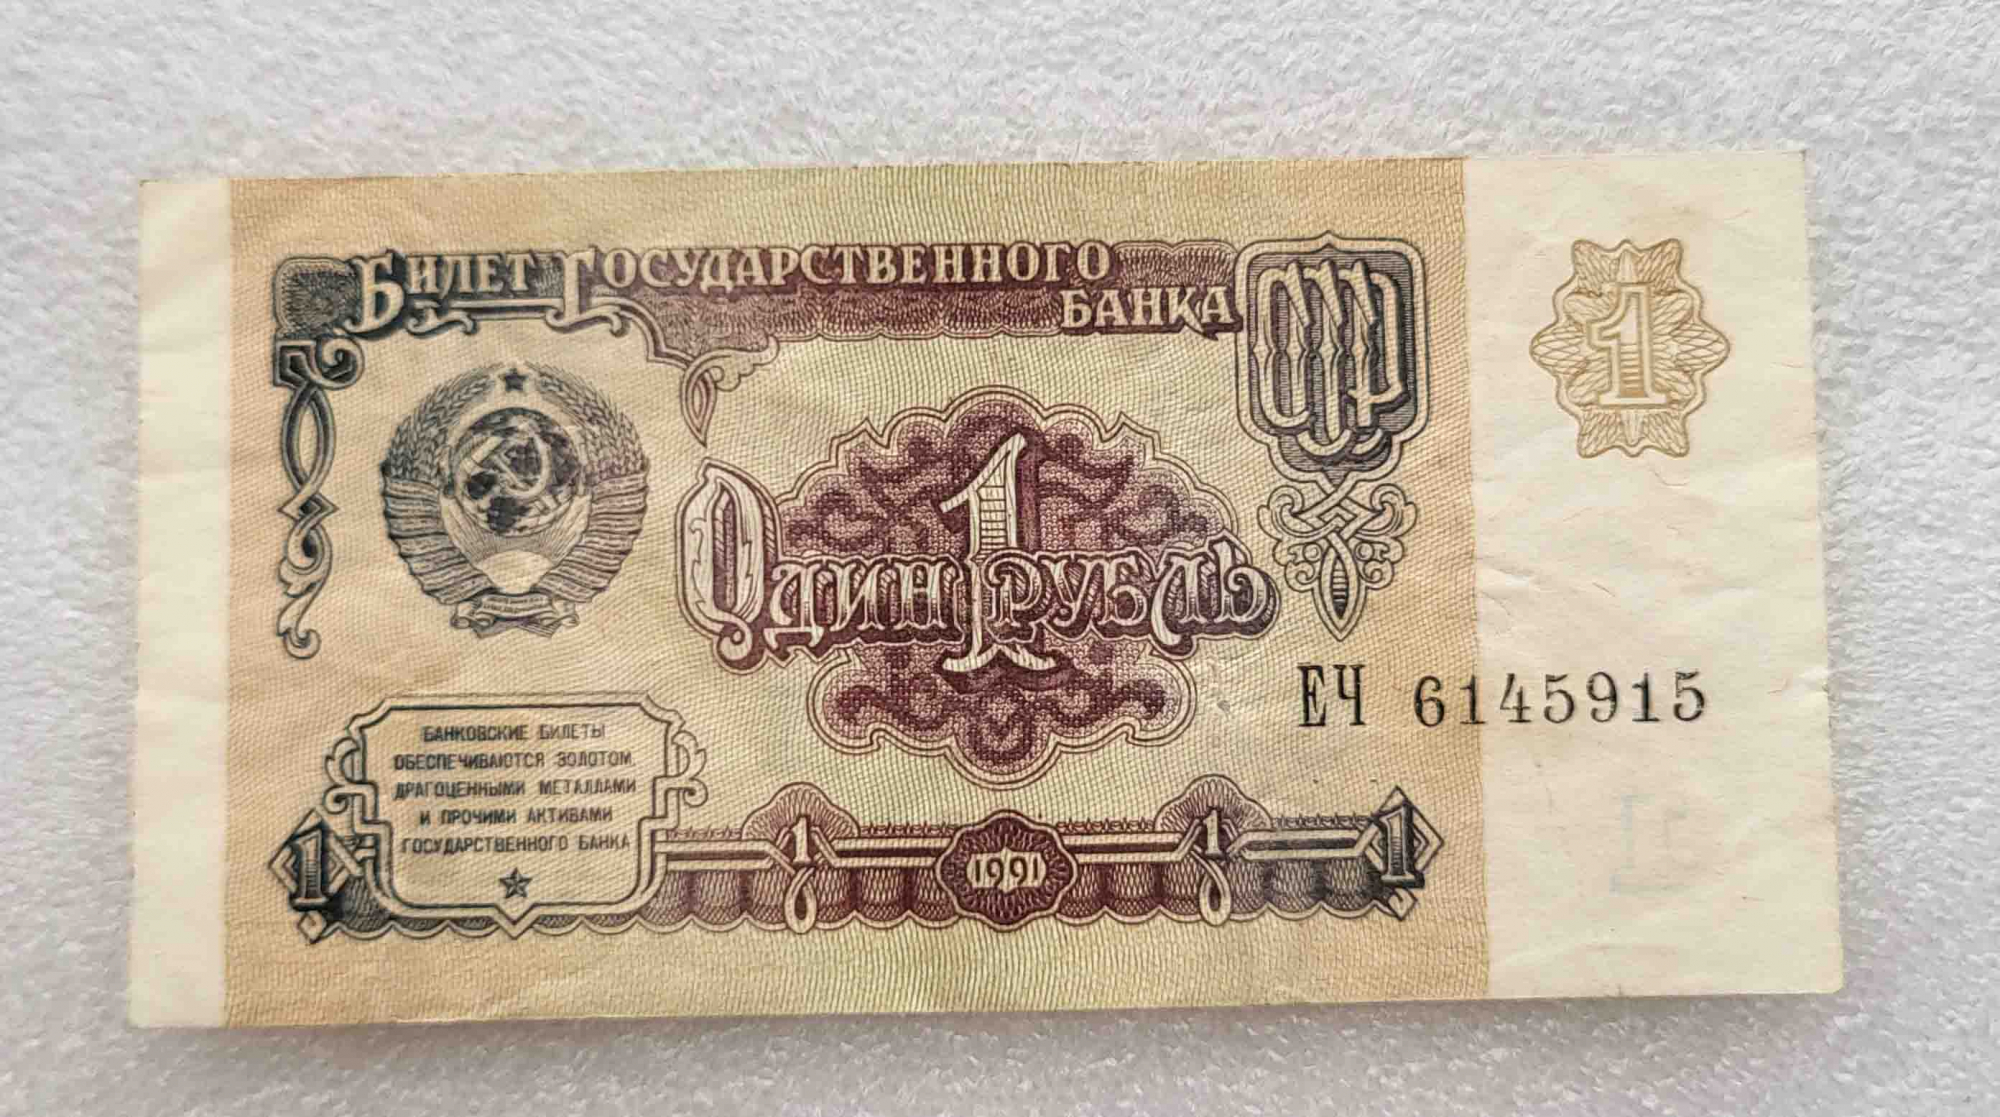 БИЛЕТ ГОСУДАРСТВЕННОГО
БАНКА
СССР
1
1
ОДИН РУБЛЬ
ЕЧ 6145915
БАНКОВСКИЕ БИЛЕТЫ
ОБЕСПЕЧИВАЮТСЯ ЗОЛОТОМ,
ДРАГОЦЕННЫМИ МЕТАЛЛАМИ
И ПРОЧИМИ АКТИВАМИ
ГОСУДАРСТВЕННОГО БАНКА
1 1 1991 1 1